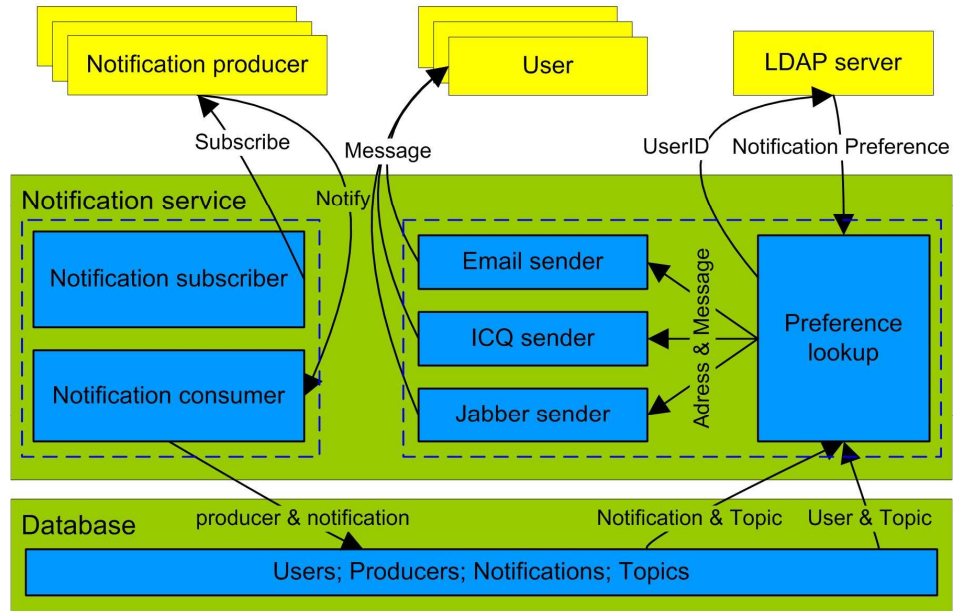 Notification producer
User
LDAP server
Subscribe
Message
UserID
Notification Preference
Notification service
Notify
Notification subscriber
Email sender
Adress & Message
Preference
lookup
ICQ sender
Notification consumer
Jabber sender
Database
producer & notification
Notification & Topic
User & Topic
Users; Producers; Notifications; Topics